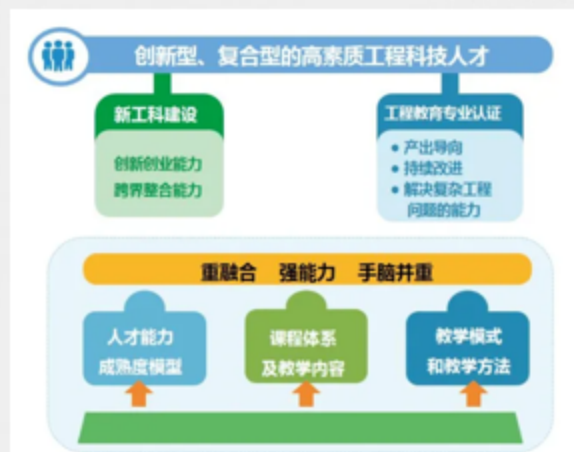 创新型、复合型的高素质工程科技人才
新工科建设
创新创业能力
跨界整合能力
工程教育专业认证
• 产出导向
• 持续改进
• 解决复杂工程
问题的能力
重融合 强能力 手脑并重
人才能力
成熟度模型
课程体系
及教学内容
教学模式
和教学方法